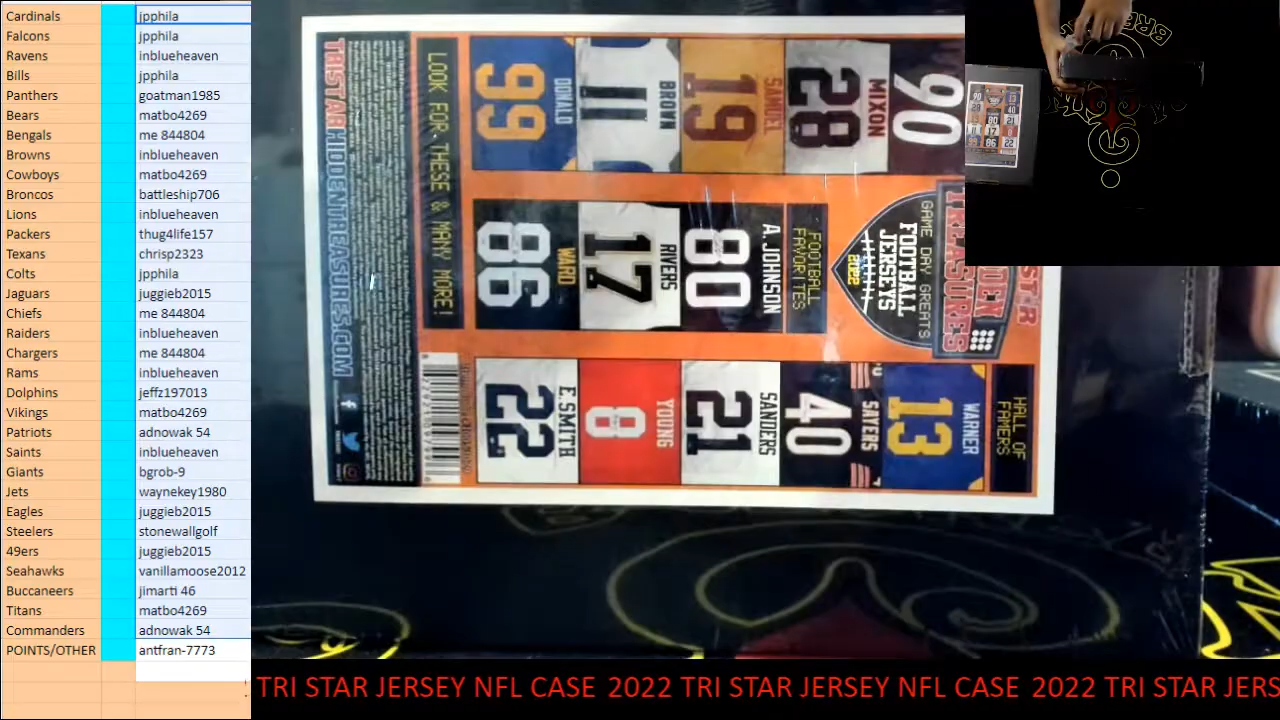 Cardinals jpphila
Falcons jpphila
Ravens inblueheaven
Bills jpphila
Panthers goatman1985
Bears matbo4269
Bengals me 844804
Browns inblueheaven
Cowboys matbo4269
Broncos battleship706
Lions inblueheaven
Packers thug4life157
Texans chrisp2323
Colts jpphila
Jaguars juggieb2015
Chiefs me 844804
Raiders inblueheaven
Chargers me 844804
Rams inblueheaven
Dolphins jeffz197013
Vikings matbo4269
Patriots adnowak 54
Saints inblueheaven
Giants bgrob-9
Jets waynekey1980
Eagles juggieb2015
Steelers stonewallgolf
49ers juggieb2015
Seahawks vanillamoose2012
Buccaneers jimarti 46
Titans matbo4269
Commanders adnowak 54
POINTS/OTHER antfran-7773
TREASURES
GAME DAY GREATS
FOOTBALL
JERSEYS
2022
90
MIXON
28
SAMUEL
19
BROWN
11
DONALD
99
FOOTBALL
FAVORITES
A. JOHNSON
80
RIVERS
17
WARD
86
HALL OF
FAMERS
WARNER
13
SAYERS
40
SANDERS
21
YOUNG
8
E.SMITH
22
LOOK FOR THESE & MANY MORE!
TRISTARHIDDENTREASURES.COM
TRI STAR JERSEY NFL CASE 2022 TRI STAR JERSEY NFL CASE 2022 TRI STAR JERS